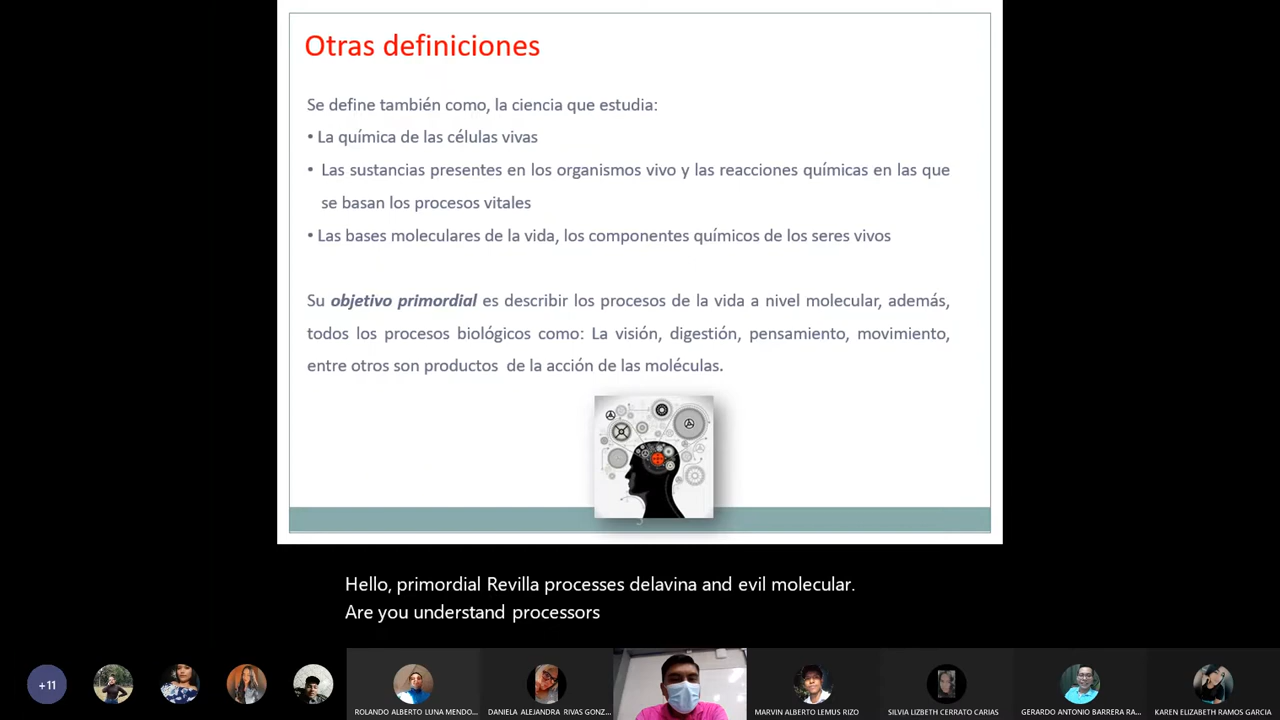 Otras definiciones
Se define también como, la ciencia que estudia:
• La química de las células vivas
• Las sustancias presentes en los organismos vivo y las reacciones químicas en las que
se basan los procesos vitales
• Las bases moleculares de la vida, los componentes químicos de los seres vivos
Su objetivo primordial es describir los procesos de la vida a nivel molecular, además,
todos los procesos biológicos como: La visión, digestión, pensamiento, movimiento,
entre otros son productos de la acción de las moléculas.
Hello, primordial Revilla processes delavina and evil molecular.
Are you understand processors
+11
ROLANDO ALBERTO LUNA MENDO...
DANIELA ALEJANDRA RIVAS GONZ...
MARVIN ALBERTO LEMUS RIZO
SILVIA LIZBETH CERRATO CARIAS
GERARDO ANTONIO BARRERA RA...
KAREN ELIZABETH RAMOS GARCIA